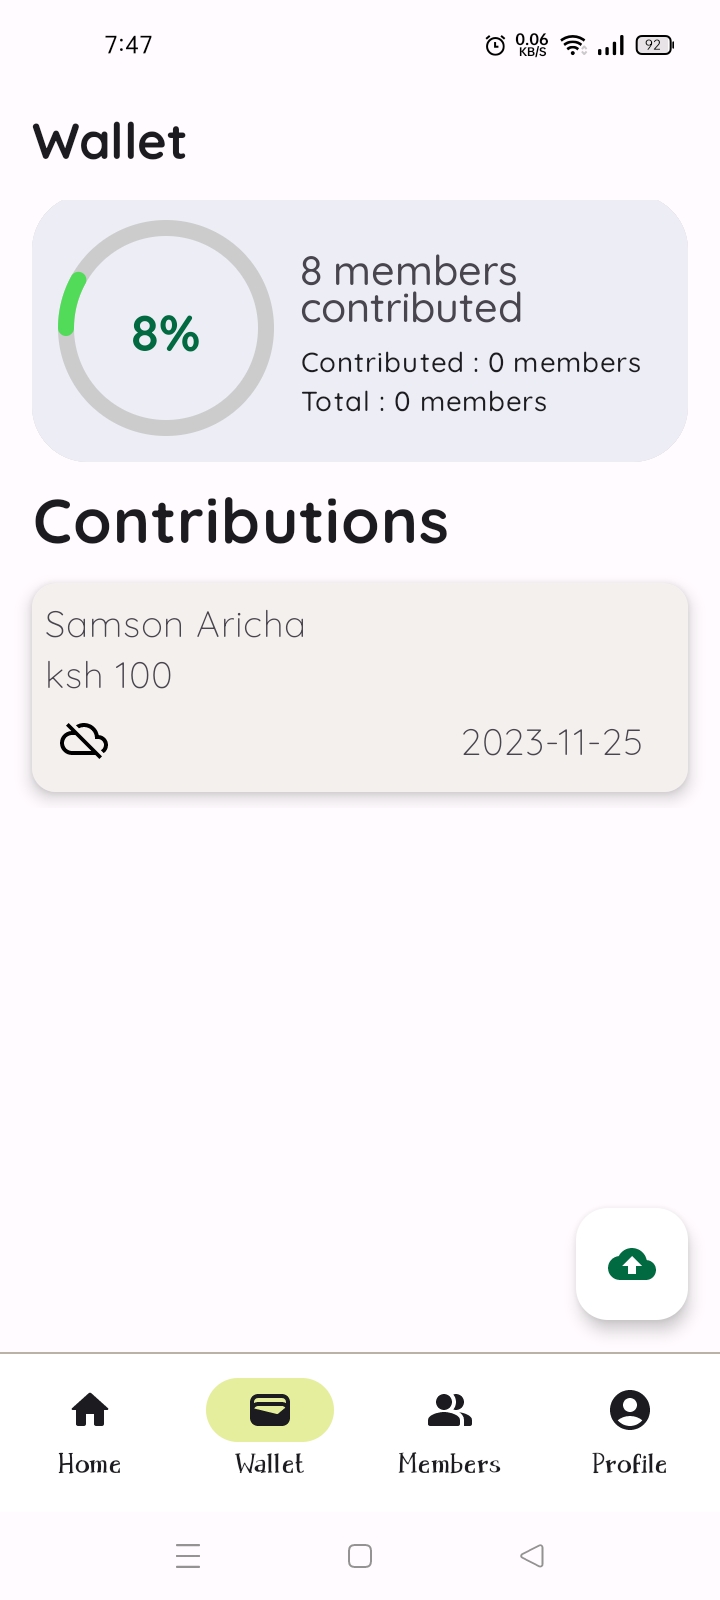 7:47
0.06
KB/S
92
Wallet
8%
8 members
contributed
Contributed : 0 members
Total : 0 members
Contributions
Samson Aricha
ksh 100
2023-11-25
Home
Wallet
Members
Profile